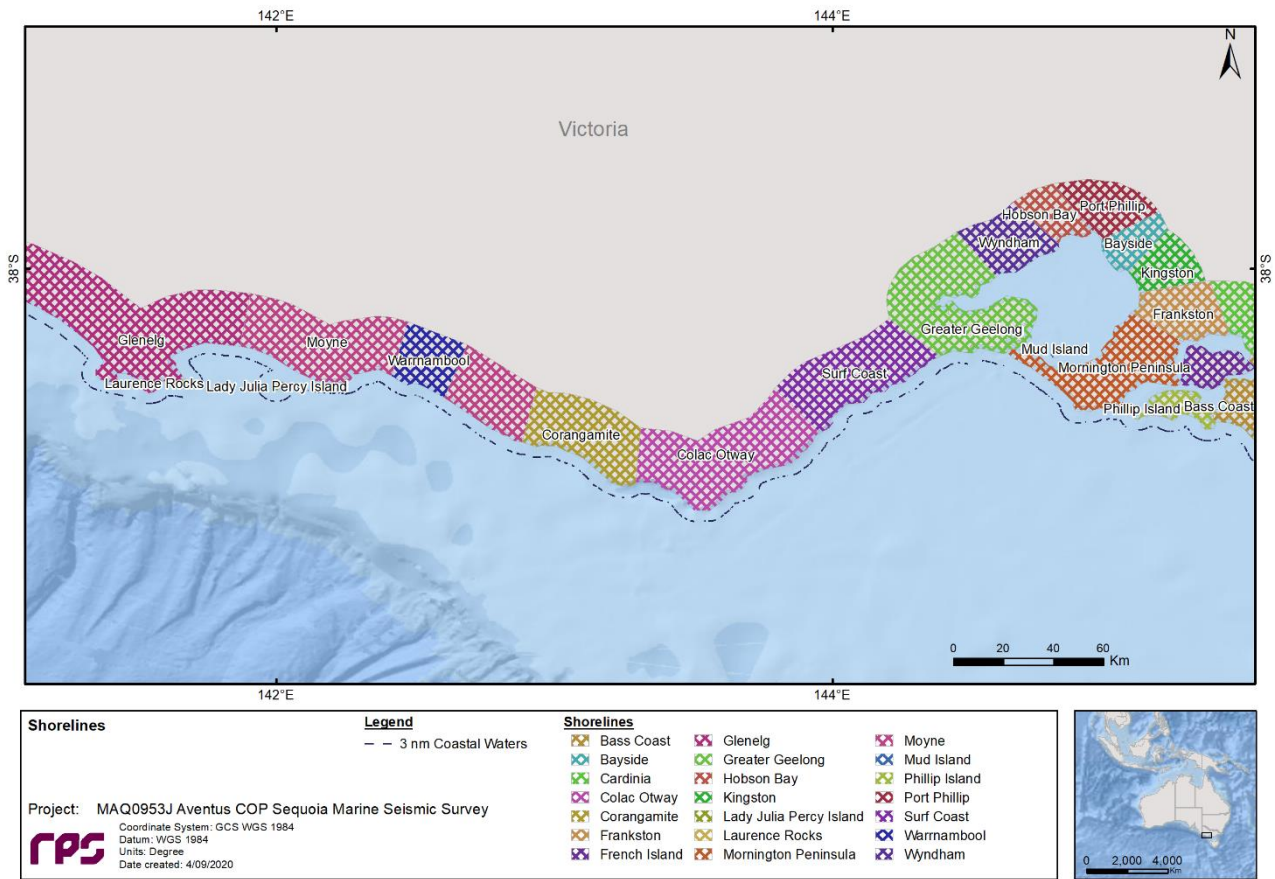 142°E
144°E
N
Victoria
38°S
38°S
Port Phillip
Hobson Bay
Wyndham
Bayside
Kingston
Frankston
Greater Geelong
Mud Island
Mornington Peninsula
Phillip Island
Bass Coast
Glenelg
Moyne
Warnambool
Laurence Rocks
Lady Julia Percy Island
Surf Coast
Corangamite
Colac Otway
0 20 40 60
Km
142°E
144°E
Shorelines
Project: MAQ0953J Aventus COP Sequoia Marine Seismic Survey
rps
Coordinate System: GCS WGS 1984
Datum: WGS 1984
Units: Degree
Date created: 4/09/2020
Legend
3 nm Coastal Waters
Shorelines
Bass Coast
Bayside
Cardinia
Colac Otway
Corangamite
Frankston
French Island
Glenelg
Greater Geelong
Hobson Bay
Kingston
Lady Julia Percy Island
Laurence Rocks
Mornington Peninsula
Moyne
Mud Island
Phillip Island
Port Phillip
Surf Coast
Warnambool
Wyndham
0 2,000 4,000
Km